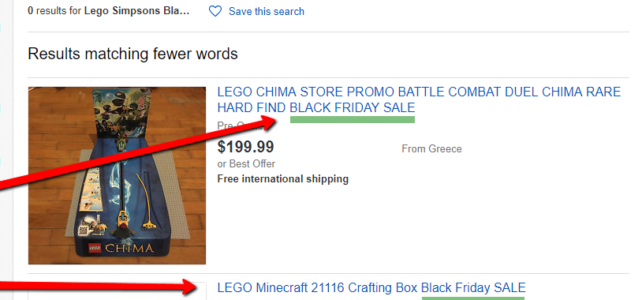 0 results for Lego Simpsons Bla... Save this search
Results matching fewer words
LEGO CHIMA STORE PROMO BATTLE COMBAT DUEL CHIMA RARE
HARD FIND BLACK FRIDAY SALE
$199.99 From Greece
or Best Offer
Free international shipping
LEGO CHIMA
LEGO Minecraft 21116 Crafting Box Black Friday SALE